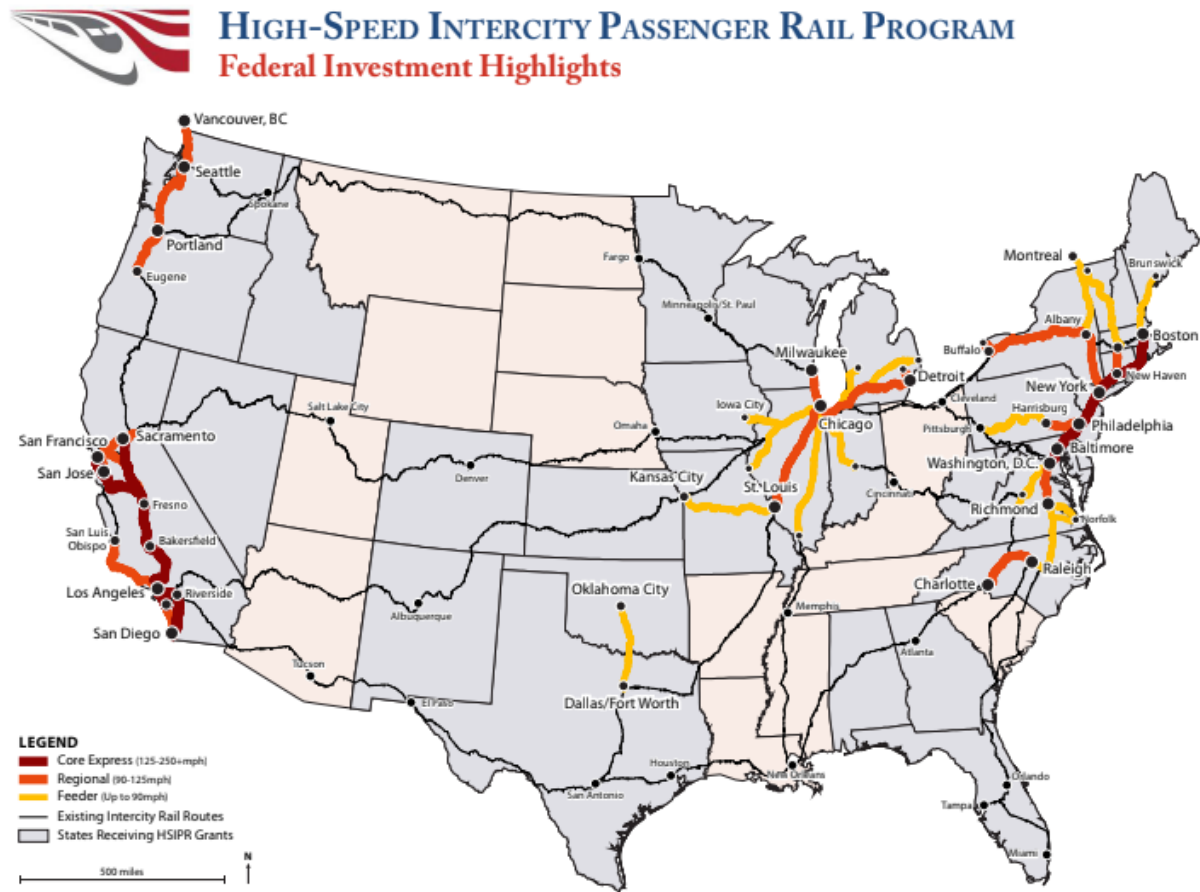 HIGH-SPEED INTERCITY PASSENGER RAIL PROGRAM
Federal Investment Highlights
Vancouver, BC
Seattle
Spokane
Portland
Eugene
Fargo
Minneapolis/St. Paul
Montreal
Brunswick
Albany
Boston
Buffalo
Milwaukee
Detroit
New Haven
New York
Cleveland
Iowa City
Harrisburg
Salt Lake City
Chicago
Pittsburgh
Philadelphia
Omaha
San Francisco
Sacramento
Baltimore
Washington, D.C.
San Jose
Denver
Kansas City
St. Louis
Cincinnati
Fresno
Richmond
Norfolk
San Luis
Obispo
Bakersfield
Raleigh
Los Angeles
Riverside
Oklahoma City
Charlotte
Albuquerque
Memphis
San Diego
Atlanta
Tucson
El Paso
Dallas/Fort Worth
LEGEND
Core Express (125-250+mph)
Regional (90-125mph)
Feeder (Up to 90mph)
Existing Intercity Rail Routes
States Receiving HSIPR Grants
500 miles
N
Houston
San Antonio
New Orleans
Orlando
Tampa
Miami